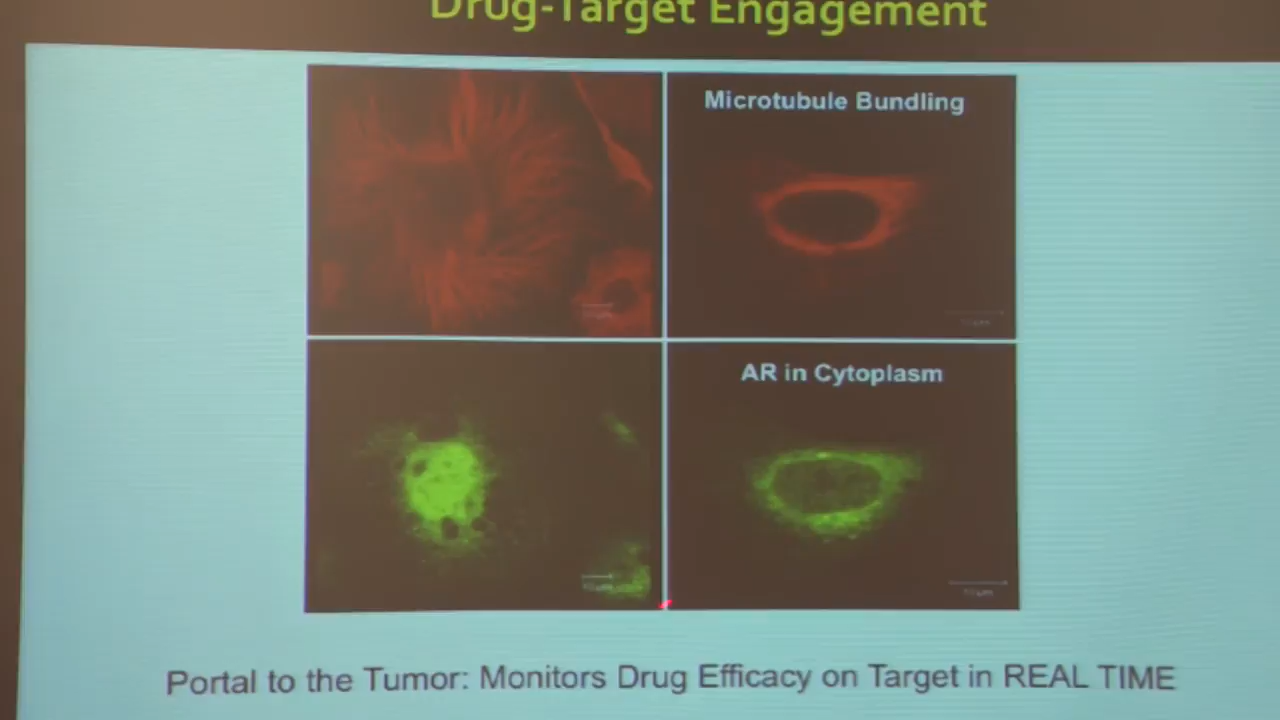 Drug-Target Engagement
Microtubule Bundling
AR in Cytoplasm
Portal to the Tumor: Monitors Drug Efficacy on Target in REAL TIME